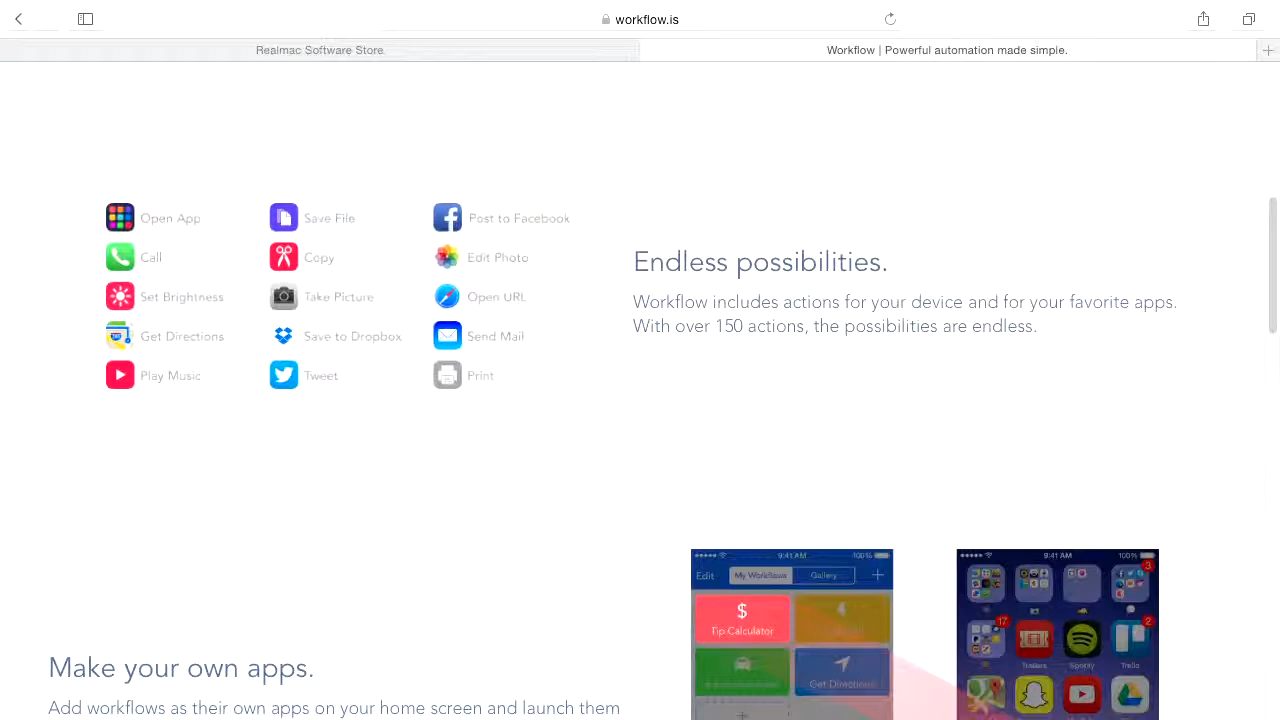 workflow.is
Realmac Software Store
Workflow | Powerful automation made simple.
Open App
Save File
Post to Facebook
Call
Copy
Edit Photo
Set Brightness
Take Picture
Open URL
Get Directions
Save to Dropbox
Send Mail
Play Music
Tweet
Print
Endless possibilities.
Workflow includes actions for your device and for your favorite apps.
With over 150 actions, the possibilities are endless.
Make your own apps.
Add workflows as their own apps on your home screen and launch them
9:41 AM 100%
Edit My Workflows Gallery
Tip Calculator
Get Directions
9:41 AM 100%
3
17
2
Trailers Spotify Trello